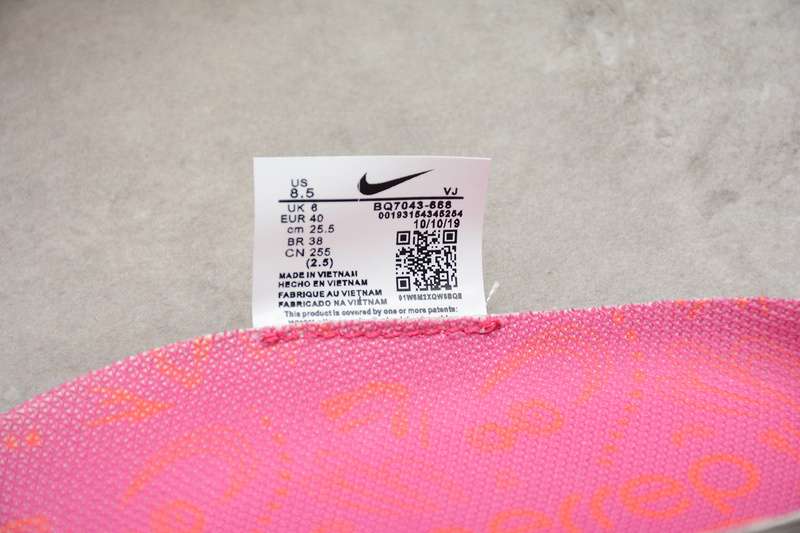 US
8.5
VJ
UK 6
BQ7043-668
EUR 40
00193154345254
cm 25.5
10/10/19
BR 38
CN 255
(2.5)
MADE IN VIETNAM
HECHO EN VIETNAM
FABRIQUE AU VIETNAM
FABRICADO NA VIETNAM
This product is covered by one or more patents: